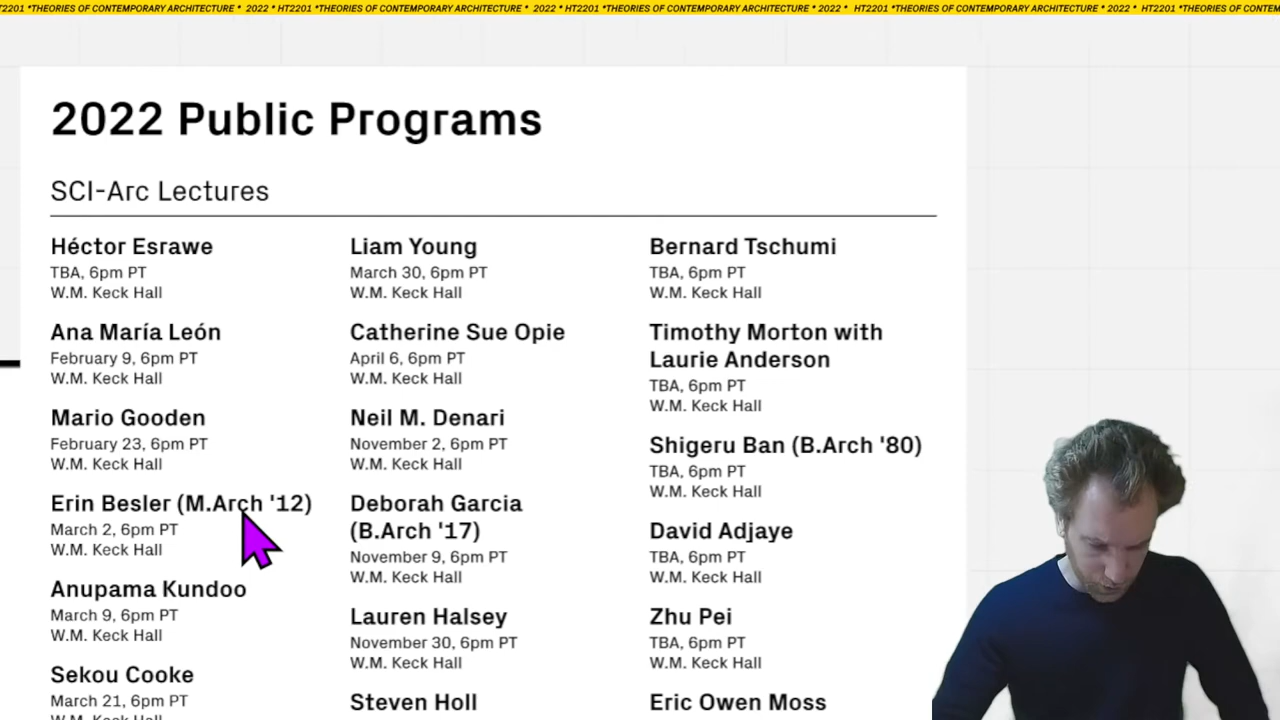 T2201 *THEORIES OF CONTEMPORARY ARCHITECTURE * 2022 * HT2201 *THEORIES OF CONTEMPORARY ARCHITECTURE * 2022 * HT2201 *THEORIES OF CONTEMPORARY ARCHITECTURE * 2022 * HT2201 *THEORIES OF CONTEMPORARY ARCHITECTURE * 2022 * HT2201 *THEORIES OF CONTEM
2022 Public Programs
SCI-Arc Lectures
Héctor Esrawe
TBA, 6pm PT
W.M. Keck Hall
Ana María León
February 9, 6pm PT
W.M. Keck Hall
Mario Gooden
February 23, 6pm PT
W.M. Keck Hall
Erin Besler (M.Arch '12)
March 2, 6pm PT
W.M. Keck Hall
Anupama Kundoo
March 9, 6pm PT
W.M. Keck Hall
Sekou Cooke
March 21, 6pm PT
W.M. Keck Hall
Liam Young
March 30, 6pm PT
W.M. Keck Hall
Catherine Sue Opie
April 6, 6pm PT
W.M. Keck Hall
Neil M. Denari
November 2, 6pm PT
W.M. Keck Hall
Deborah Garcia
(B.Arch '17)
November 9, 6pm PT
W.M. Keck Hall
Lauren Halsey
November 30, 6pm PT
W.M. Keck Hall
Steven Holl
Bernard Tschumi
TBA, 6pm PT
W.M. Keck Hall
Timothy Morton with
Laurie Anderson
TBA, 6pm PT
W.M. Keck Hall
Shigeru Ban (B.Arch '80)
TBA, 6pm PT
W.M. Keck Hall
David Adjaye
TBA, 6pm PT
W.M. Keck Hall
Zhu Pei
TBA, 6pm PT
W.M. Keck Hall
Eric Owen Moss